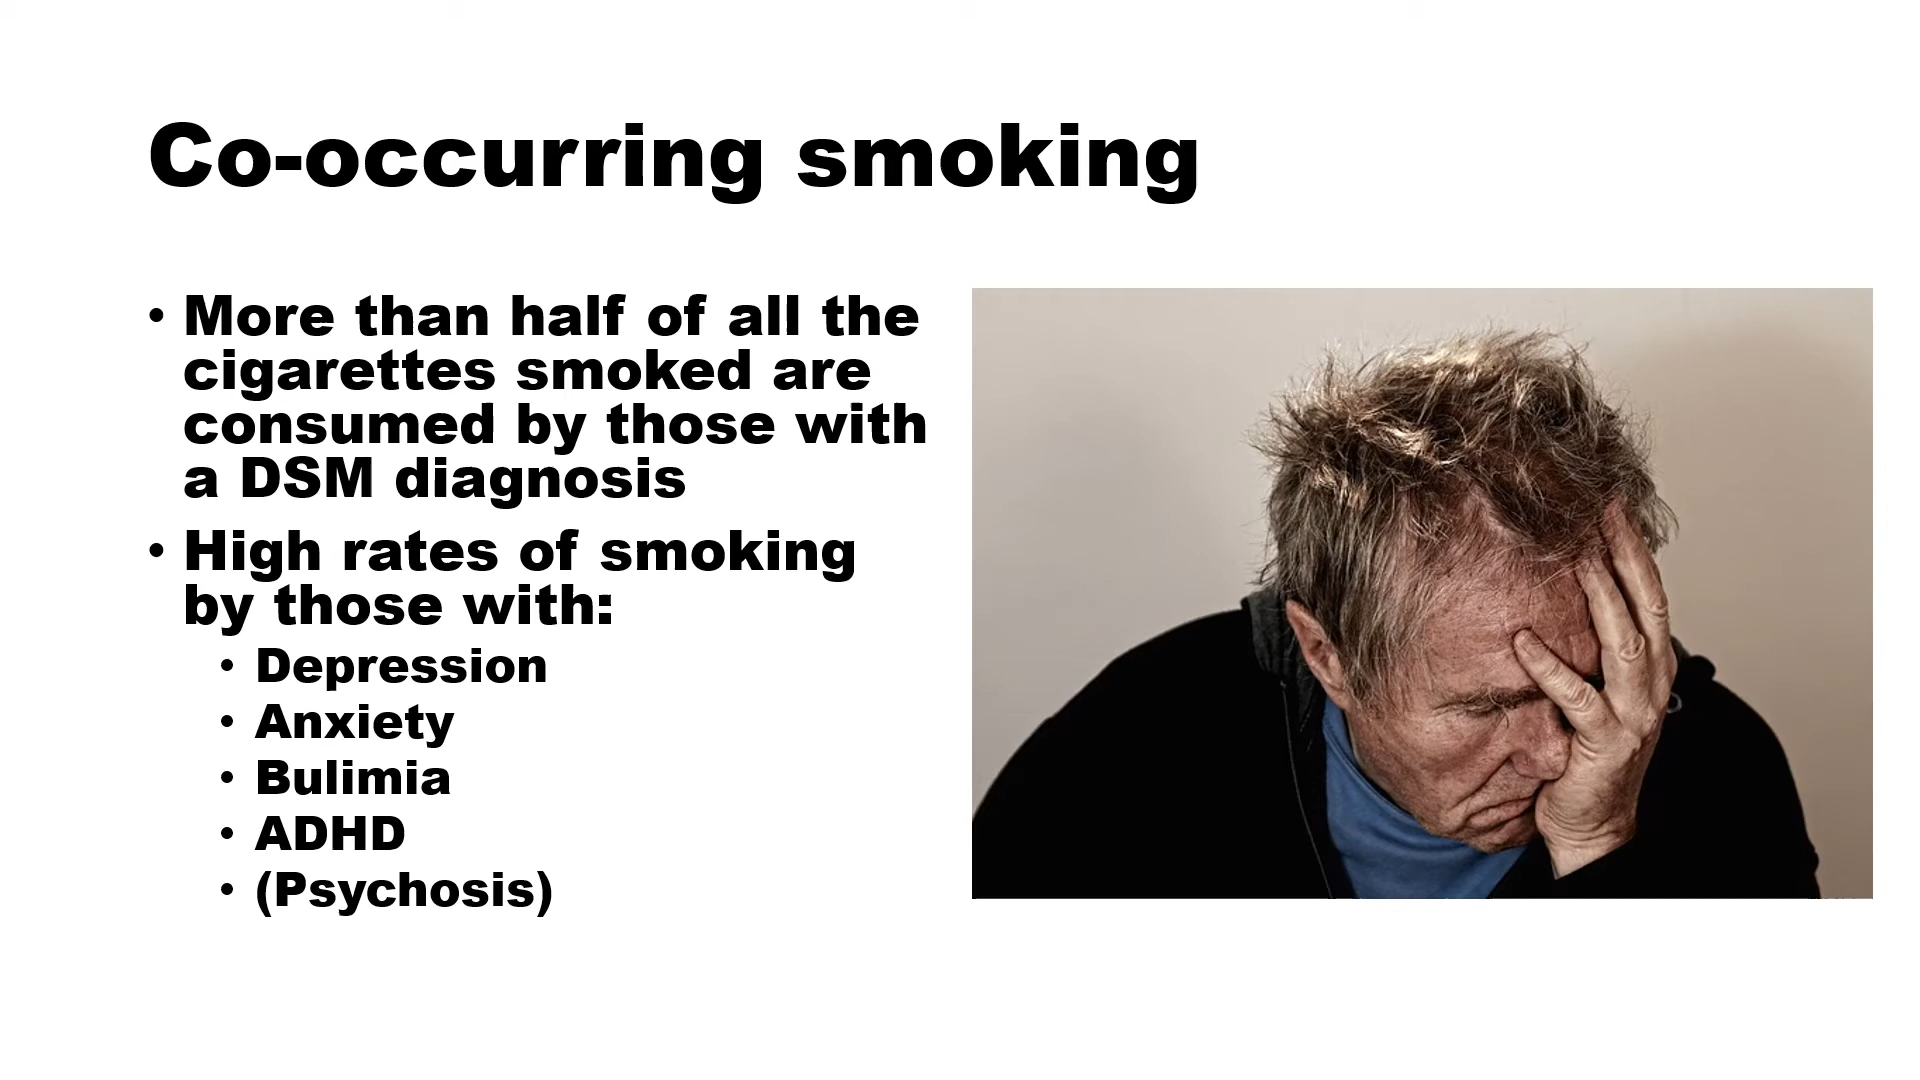 Co-occurring smoking
• More than half of all the
cigarettes smoked are
consumed by those with
a DSM diagnosis
• High rates of smoking
by those with:
• Depression
• Anxiety
• Bulimia
• ADHD
• (Psychosis)